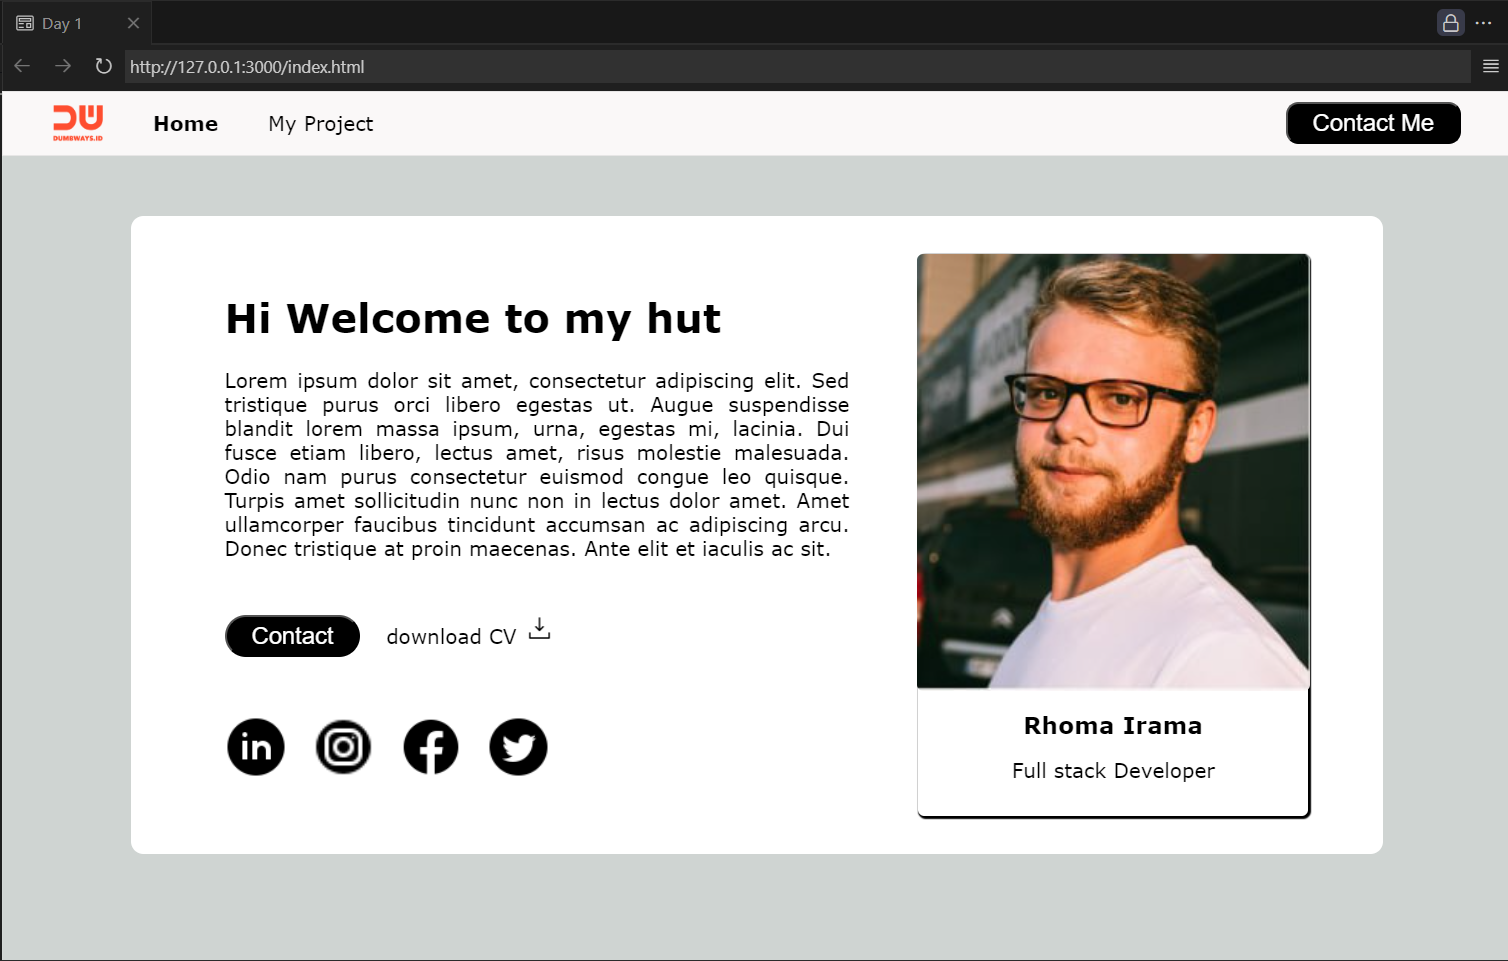 Day 1
http://127.0.0.1:3000/index.html
DW
DUMBWAYS.ID
Home
My Project
Contact Me
Hi Welcome to my hut
Lorem ipsum dolor sit amet, consectetur adipiscing elit. Sed
tristique purus orci libero egestas ut. Augue suspendisse
blandit lorem massa ipsum, urna, egestas mi, lacinia. Dui
fusce etiam libero, lectus amet, risus molestie malesuada.
Odio nam purus consectetur euismod congue leo quisque.
Turpis amet sollicitudin nunc non in lectus dolor amet. Amet
ullamcorper faucibus tincidunt accumsan ac adipiscing arcu.
Donec tristique at proin maecenas. Ante elit et iaculis ac sit.
Contact
download CV
in
f
Rhoma Irama
Full stack Developer